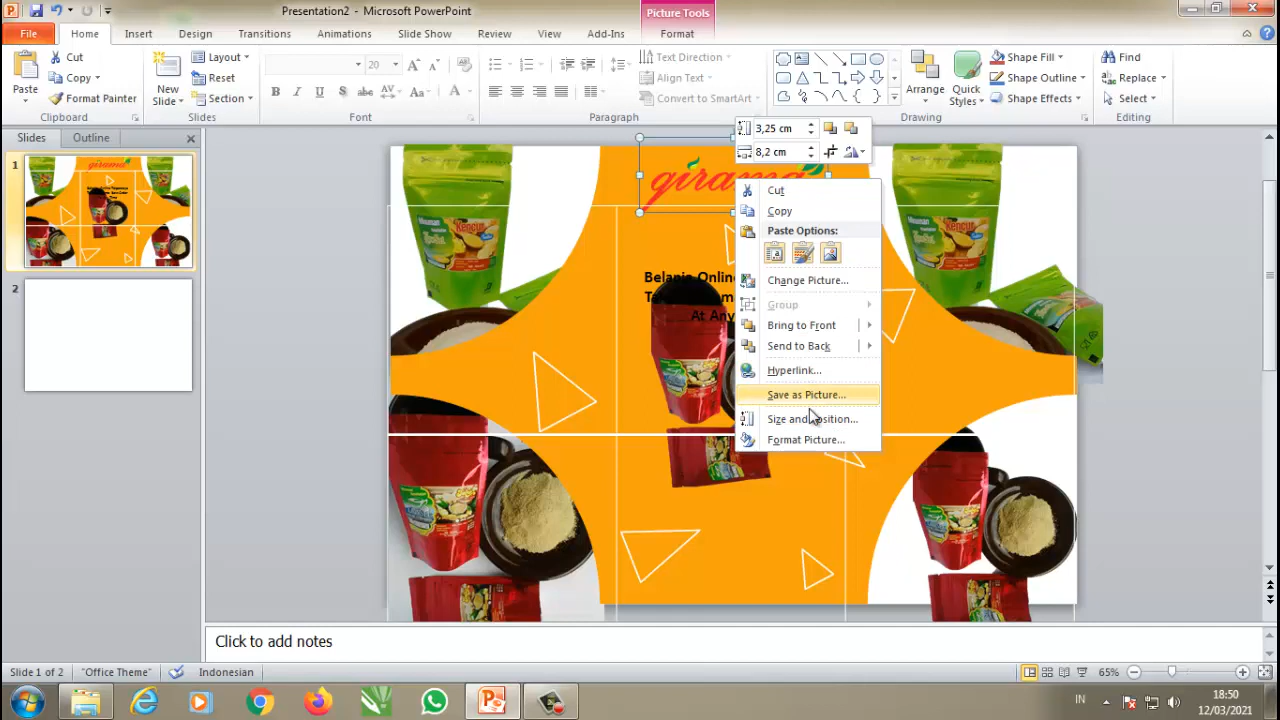 Presentation2 - Microsoft PowerPoint
Picture Tools
File
Home
Insert
Design
Transitions
Animations
Slide Show
Review
View
Add-Ins
Format
Paste
Cut
Copy
Format Painter
Clipboard
New
Slide
Layout
Reset
Section
Slides
20
Font
Text Direction
Align Text
Convert to SmartArt
Paragraph
Arrange
Quick
Styles
Shape Fill
Shape Outline
Shape Effects
Drawing
Find
Replace
Select
Editing
Slides
Outline
1
2
3,25 cm
8,2 cm
girama
Belanja Online
At Any
Kencur
Cut
Copy
Paste Options:
Change Picture...
Group
Bring to Front
Send to Back
Hyperlink...
Save as Picture...
Size and Position...
Format Picture...
Click to add notes
Slide 1 of 2
"Office Theme"
Indonesian
65%
IN
18:50
12/03/2021